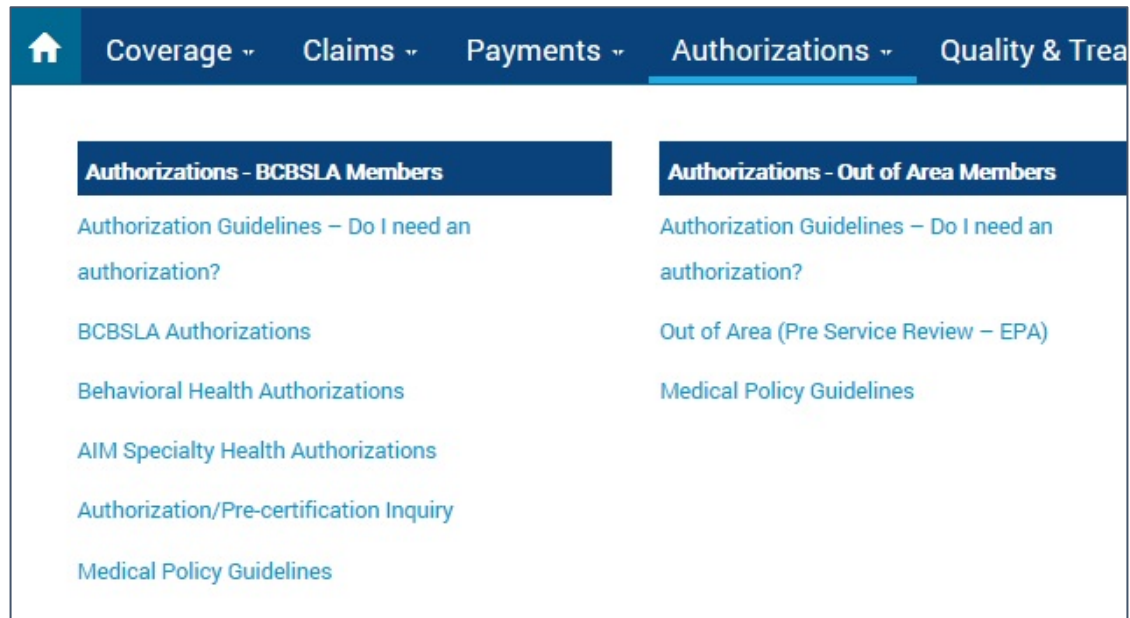 Coverage Claims Payments Authorizations Quality & Trea
Authorizations - BCBSLA Members
Authorization Guidelines – Do I need an
authorization?
BCBSLA Authorizations
Behavioral Health Authorizations
AIM Specialty Health Authorizations
Authorization/Pre-certification Inquiry
Medical Policy Guidelines
Authorizations - Out of Area Members
Authorization Guidelines – Do I need an
authorization?
Out of Area (Pre Service Review – EPA)
Medical Policy Guidelines